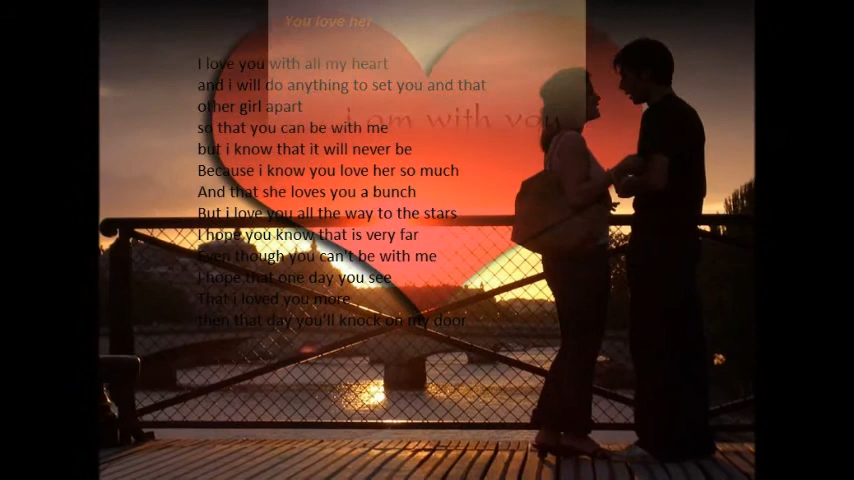 You love her
I love you with all my heart
and i will do anything to set you and that
other girl apart
so that you can be with me
but i know that it will never be
Because i know you love her so much
And that she loves you a bunch
But i love you all the way to the stars
I hope you know that is very far
Even though you can't be with me
I hope that one day you see
That i loved you more
then that day you'll knock on my door
i am with you